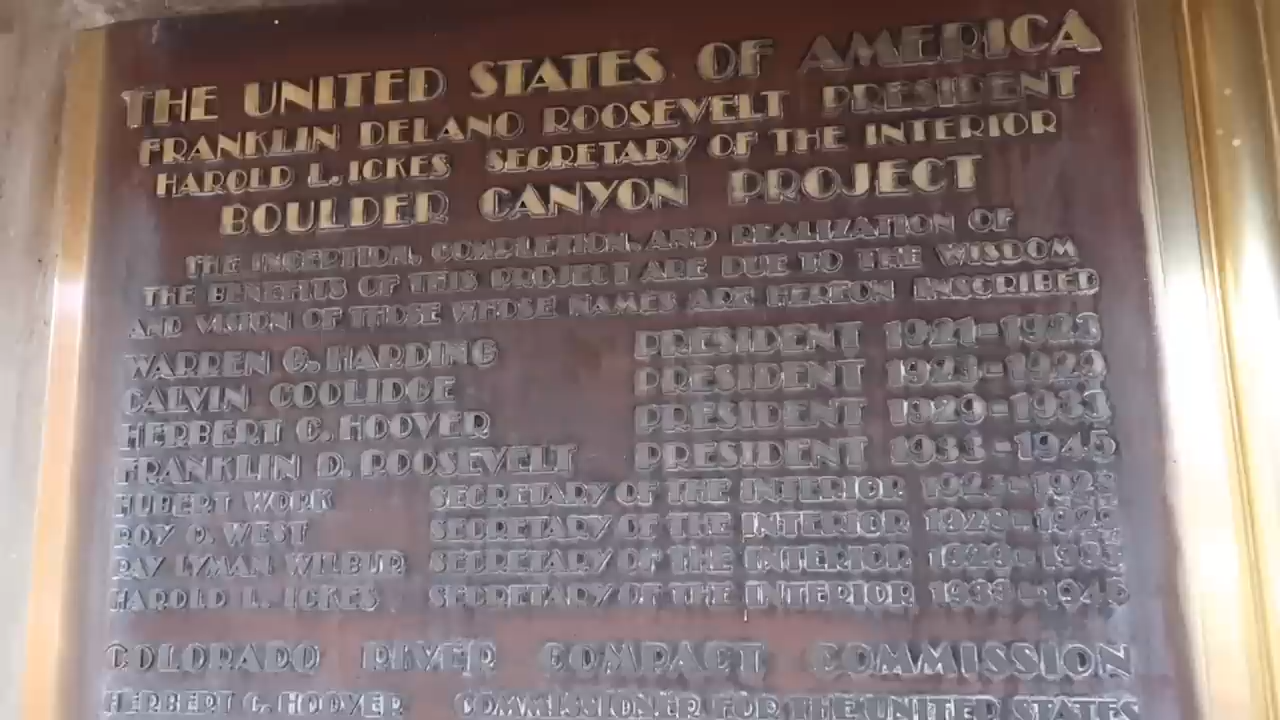 THE UNITED STATES OF AMERICA
FRANKLIN DELANO ROOSEVELT PRESIDENT
HAROLD L. ICKES SECRETARY OF THE INTERIOR
BOULDER CANYON PROJECT
THE INCEPTION, COMPLETION, AND REALIZATION OF
THE BENEFITS OF THIS PROJECT ARE DUE TO THE WISDOM
AND VISION OF THOSE WHOSE NAMES ARE HEREON INSCRIBED
WARREN G. HARDING PRESIDENT 1921-1923
CALVIN COOLIDGE PRESIDENT 1923-1929
HERBERT C. HOOVER PRESIDENT 1929-1933
FRANKLIN D. ROOSEVELT PRESIDENT 1933-1945
HUBERT WORK SECRETARY OF THE INTERIOR 1923-1928
ROY O. WEST SECRETARY OF THE INTERIOR 1928-1929
RAY LYMAN WILBUR SECRETARY OF THE INTERIOR 1929-1933
HAROLD L. ICKES SECRETARY OF THE INTERIOR 1933-1946
COLORADO RIVER COMPACT COMMISSION
HERBERT C. HOOVER COMMISSIONER FOR THE UNITED STATES